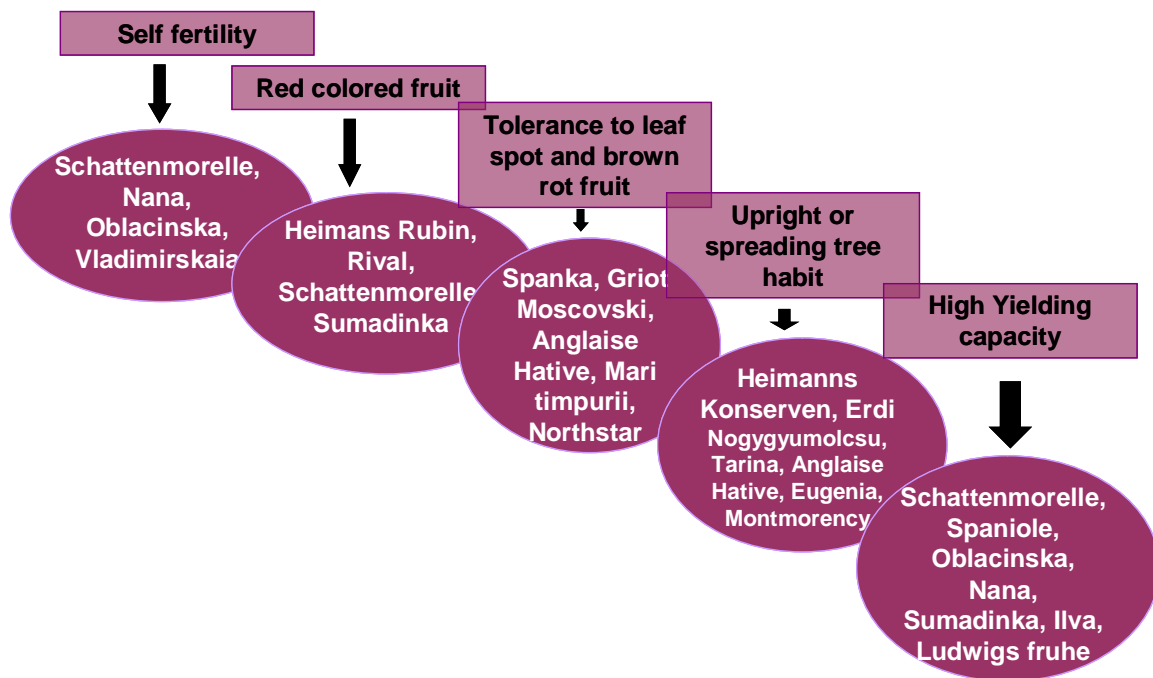 Self fertility
Schattenmorelle,
Nana,
Oblacinska,
Vladimirskaia
Red colored fruit
Heimans Rubin,
Rival,
Schattenmorelle
Sumadinka
Tolerance to leaf
spot and brown
rot fruit
Spanka, Griot
Moscovski,
Anglaise
Hative, Mari
timpurii,
Northstar
Upright or
spreading tree
habit
Heimanns
Konserven, Erdi
Nogygyumolcsu,
Tarina, Anglaise
Hative, Eugenia,
Montmorency
High Yielding
capacity
Schattenmorelle,
Spaniole,
Oblacinska,
Nana,
Sumadinka, Ilva,
Ludwigs fruhe